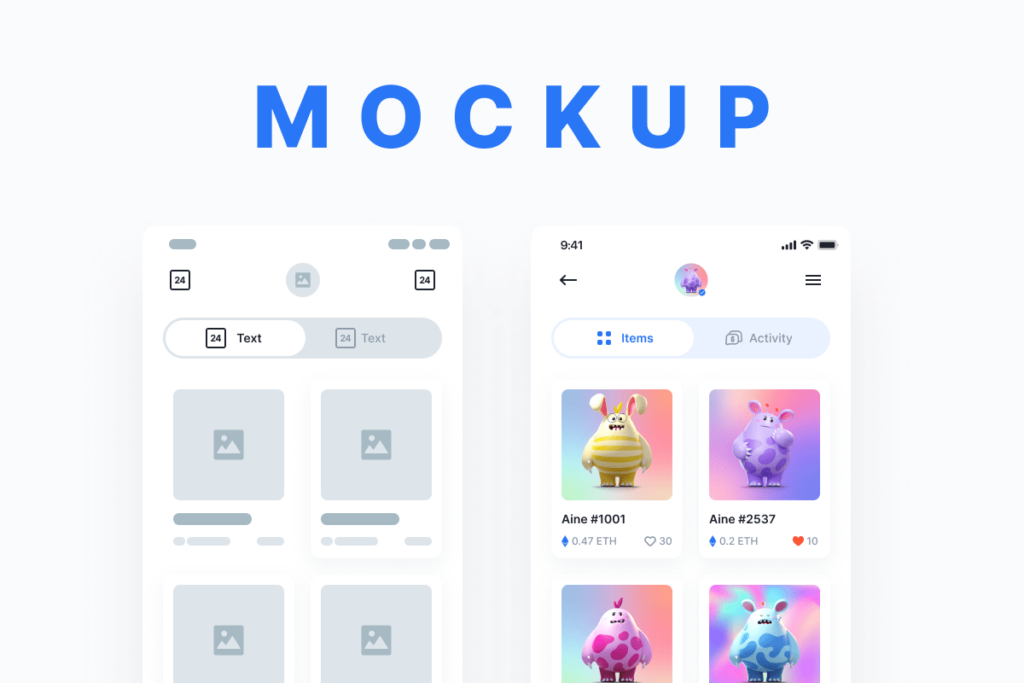 MOCKUP
24
24
24 Text
24 Text
9:41
Items
Activity
Aine #1001
0.47 ETH
30
Aine #2537
0.2 ETH
10